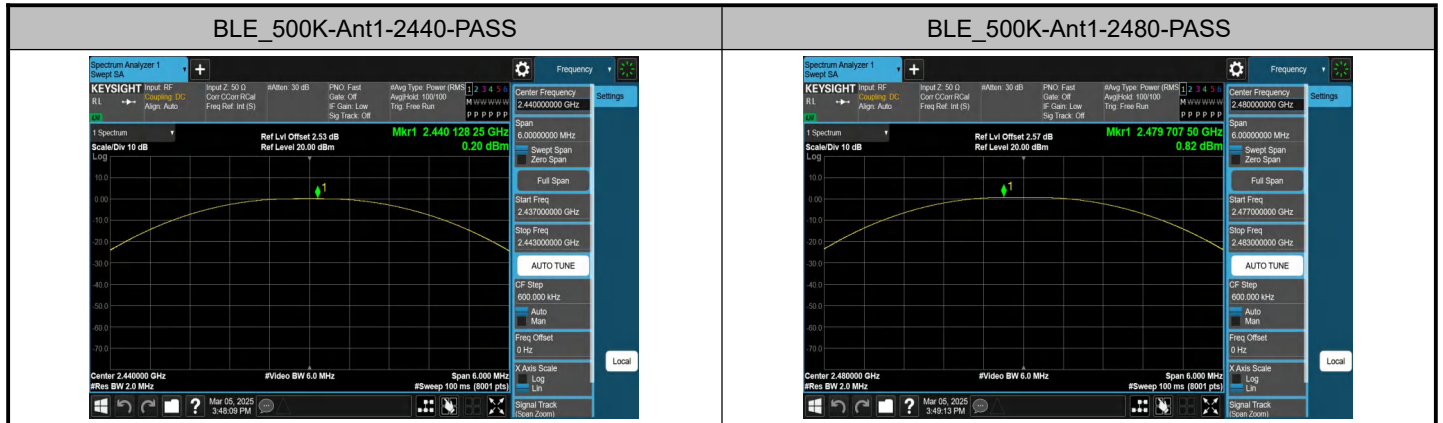 BLE_500K-Ant1-2440-PASS
BLE_500K-Ant1-2480-PASS
Spectrum Analyzer 1
Swept SA
Frequency
KEYSIGHT
RL
Input: RF
Coupling: DC
Align: Auto
Input Z: 50 Ω
Corr CCorr RCal
Freq Ref: Int (S)
#Atten: 30 dB
PNO: Fast
Gate: Off
IF Gain: Low
Sig Track: Off
#Avg Type: Power (RMS
Avg|Hold: 100/100
Trig: Free Run
1 2 3 4 5 6
M W W W W W
P P P P P P
1 Spectrum
Scale/Div 10 dB
Log
Ref Lvl Offset 2.53 dB
Ref Level 20.00 dBm
Mkr1 2.440 128 25 GHz
0.20 dBm
10.0
0.00
-10.0
-20.0
-30.0
-40.0
-50.0
-60.0
-70.0
1
Center 2.440000 GHz
#Res BW 2.0 MHz
#Video BW 6.0 MHz
Span 6.000 MHz
#Sweep 100 ms (8001 pts)
Center Frequency
2.440000000 GHz
Settings
Span
6.00000000 MHz
Swept Span
Zero Span
Full Span
Start Freq
2.437000000 GHz
Stop Freq
2.443000000 GHz
AUTO TUNE
CF Step
600.000 kHz
Auto
Man
Freq Offset
0 Hz
X Axis Scale
Log
Lin
Local
Signal Track
(Span Zoom)
?
Mar 05, 2025
3:48:09 PM
Spectrum Analyzer 1
Swept SA
Frequency
KEYSIGHT
RL
Input: RF
Coupling: DC
Align: Auto
Input Z: 50 Ω
Corr CCorr RCal
Freq Ref: Int (S)
#Atten: 30 dB
PNO: Fast
Gate: Off
IF Gain: Low
Sig Track: Off
#Avg Type: Power (RMS
Avg|Hold: 100/100
Trig: Free Run
1 2 3 4 5 6
M W W W W W
P P P P P P
1 Spectrum
Scale/Div 10 dB
Log
Ref Lvl Offset 2.57 dB
Ref Level 20.00 dBm
Mkr1 2.479 707 50 GHz
0.82 dBm
10.0
0.00
-10.0
-20.0
-30.0
-40.0
-50.0
-60.0
-70.0
1
Center 2.480000 GHz
#Res BW 2.0 MHz
#Video BW 6.0 MHz
Span 6.000 MHz
#Sweep 100 ms (8001 pts)
Center Frequency
2.480000000 GHz
Settings
Span
6.00000000 MHz
Swept Span
Zero Span
Full Span
Start Freq
2.477000000 GHz
Stop Freq
2.483000000 GHz
AUTO TUNE
CF Step
600.000 kHz
Auto
Man
Freq Offset
0 Hz
X Axis Scale
Log
Lin
Local
Signal Track
(Span Zoom)
?
Mar 05, 2025
3:49:13 PM